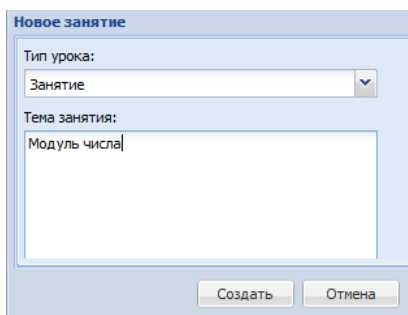 Новое занятие
Тип урока:
Занятие
Тема занятия:
Модуль числа
Создать Отмена